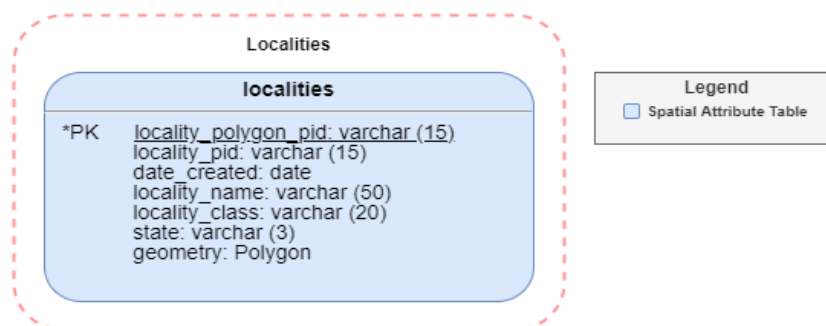 Localities
localities
*PK locality_polygon_pid: varchar (15)
locality_pid: varchar (15)
date_created: date
locality_name: varchar (50)
locality_class: varchar (20)
state: varchar (3)
geometry: Polygon
Legend
Spatial Attribute Table